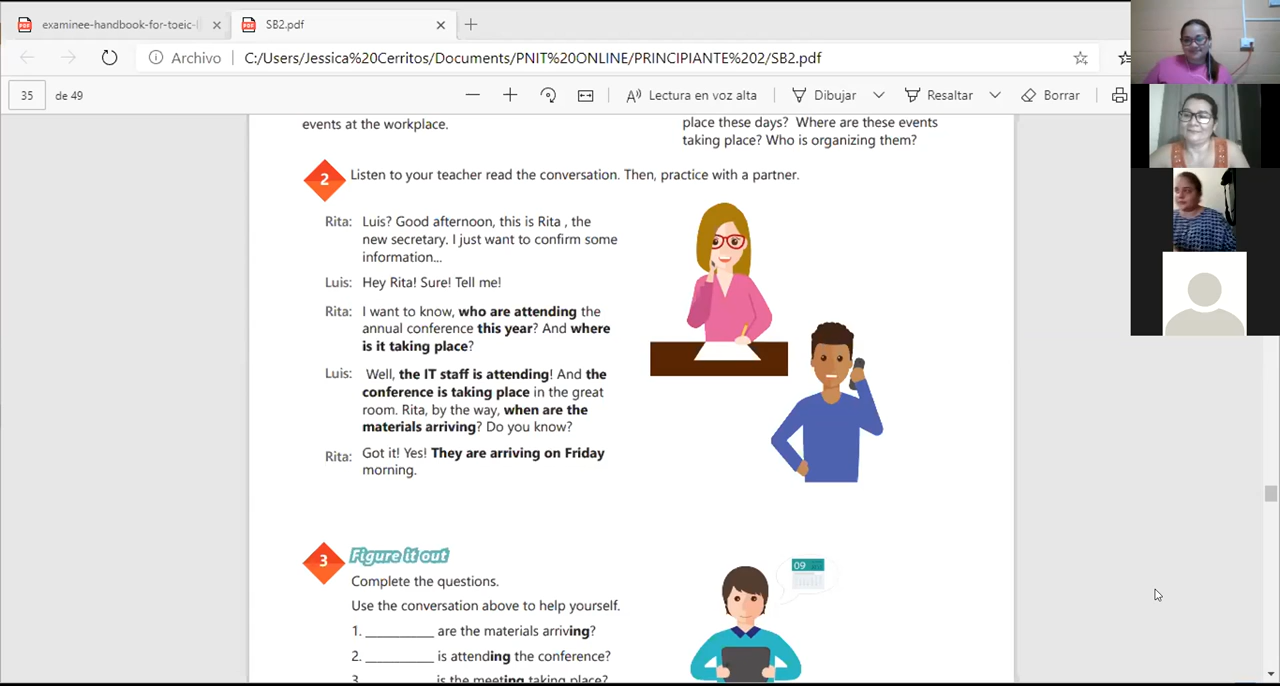 examinee-handbook-for-toeic-l
SB2.pdf
Archivo
C:/Users/Jessica%20Cerritos/Documents/PNIT%20ONLINE/PRINCIPIANTE%202/SB2.pdf
35 de 49
Lectura en voz alta
Dibujar
Resaltar
Borrar
events at the workplace.
place these days? Where are these events
taking place? Who is organizing them?
2 Listen to your teacher read the conversation. Then, practice with a partner.
Rita: Luis? Good afternoon, this is Rita , the
new secretary. I just want to confirm some
information...
Luis: Hey Rita! Sure! Tell me!
Rita: I want to know, who are attending the
annual conference this year? And where
is it taking place?
Luis: Well, the IT staff is attending! And the
conference is taking place in the great
room. Rita, by the way, when are the
materials arriving? Do you know?
Rita: Got it! Yes! They are arriving on Friday
morning.
3 Figure it out
Complete the questions.
Use the conversation above to help yourself.
1. __________ are the materials arriving?
2. __________ is attending the conference?
3. __________ is the meeting taking place?
09